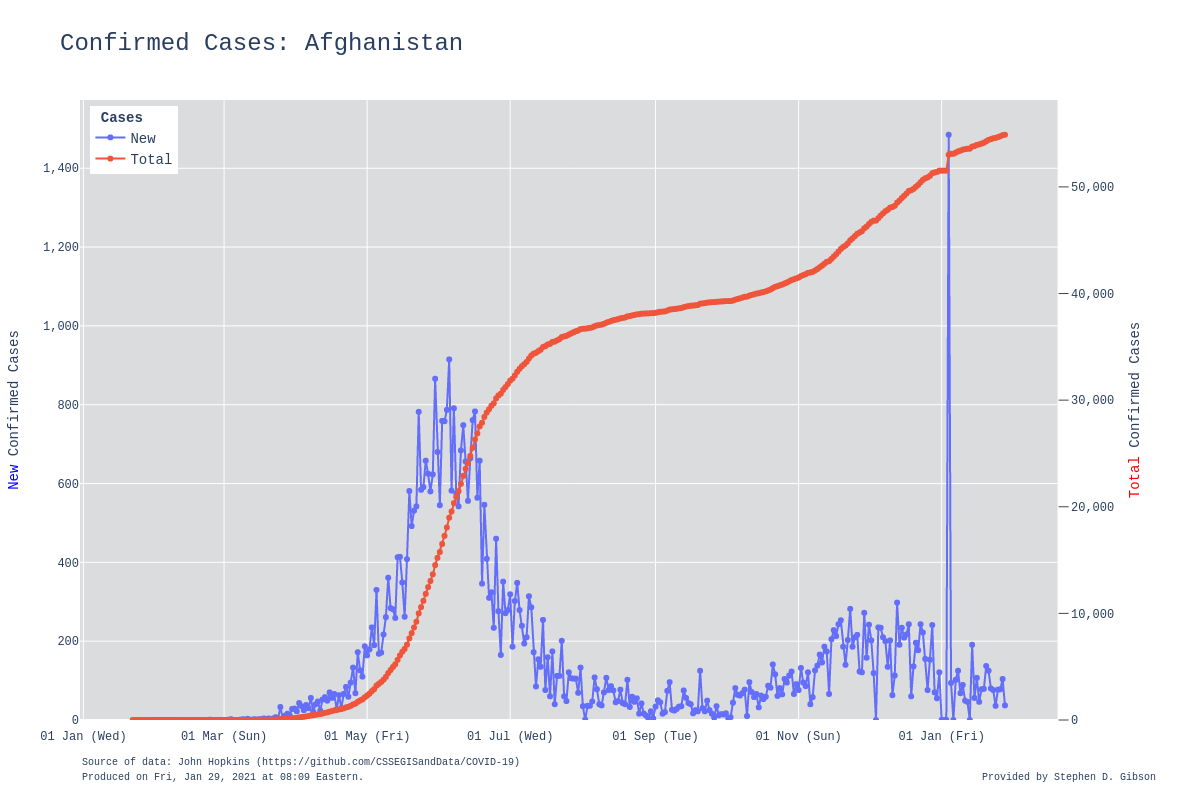 Confirmed Cases: Afghanistan
Cases
New
Total
1,400
1,200
1,000
800
600
400
200
0
50,000
40,000
30,000
20,000
10,000
0
New Confirmed Cases
Total Confirmed Cases
01 Jan (Wed)
01 Mar (Sun)
01 May (Fri)
01 Jul (Wed)
01 Sep (Tue)
01 Nov (Sun)
01 Jan (Fri)
Source of data: John Hopkins (https://github.com/CSSEGISandData/COVID-19)
Produced on Fri, Jan 29, 2021 at 08:09 Eastern.
Provided by Stephen D. Gibson